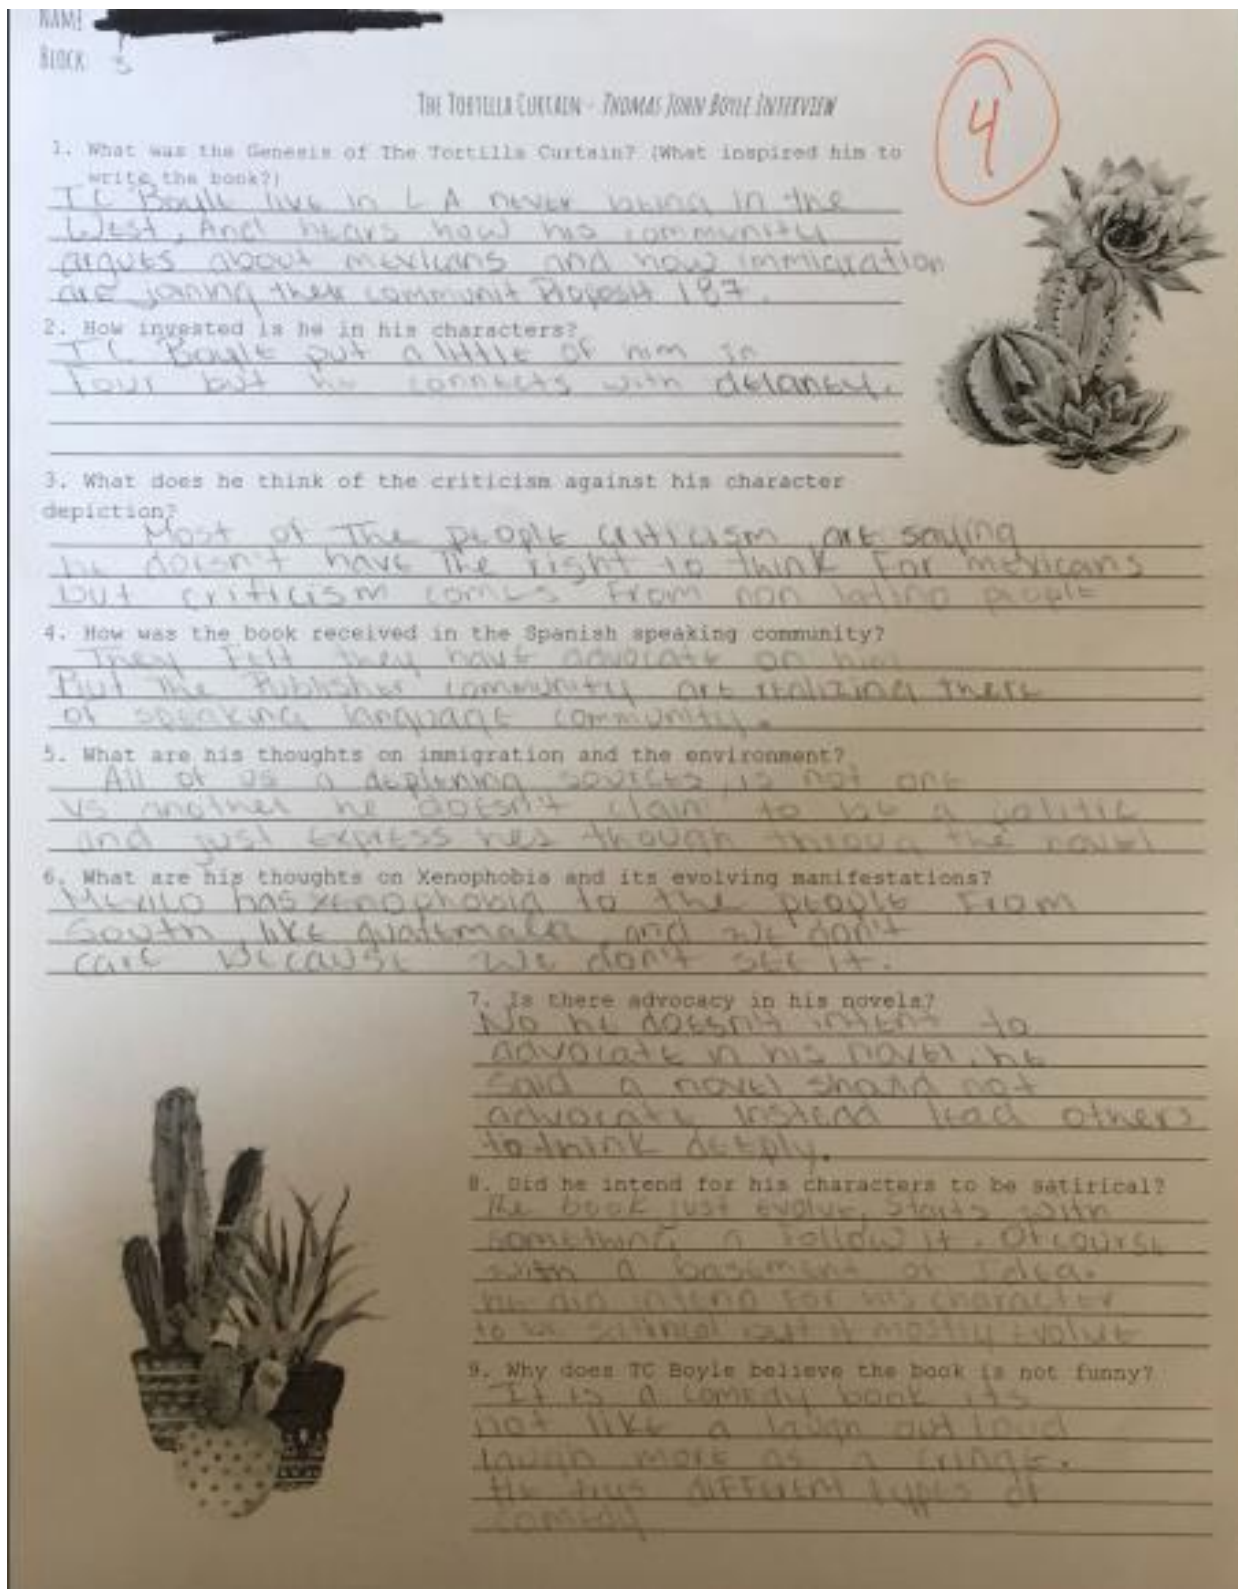 NAME
BLOCK 3
THE TORTILLA CURTAIN - THOMAS JOHN BOYLE INTERVIEW
4
1. What was the Genesis of The Tortilla Curtain? (What inspired him to
write the book?)
TC Boyle live in LA never being in the
West, And hears how his community
argues about mexicans and how immigration
are joining their communit Proposit 187.
2. How invested is he in his characters?
TC Boyle put a little of him in
Four but he connects with delaney.
3. What does he think of the criticism against his character
depiction?
Most of The people criticism are saying
he doesn't have the right to think For mexicans
but criticism comes From non latino people
4. How was the book received in the Spanish speaking community?
They Felt they have advocate on him
But the Publisher community are realizing there
of speaking language community.
5. What are his thoughts on immigration and the environment?
All of us a deplening sources, is not one
vs another he doesn't claim to be a politic
and just express hes though throug the novel
6. What are his thoughts on Xenophobia and its evolving manifestations?
Mexico has xenophobia to the people From
South, like guatemala and we don't
care because we don't see it.
7. Is there advocacy in his novels?
No he doesn't intent to
advocate in his novel, he
said a novel should not
advocate instead lead others
to think deeply.
8. Did he intend for his characters to be satirical?
The book just evolve, starts with
something n Follow it. Ofcourse
with a basement or Idea.
he did intend For his character
to be satirical but it mostly evolve
9. Why does TC Boyle believe the book is not funny?
It is a comedy book its
not like a laugh out loud
laugh more as a cringe.
He has different types of
comedy